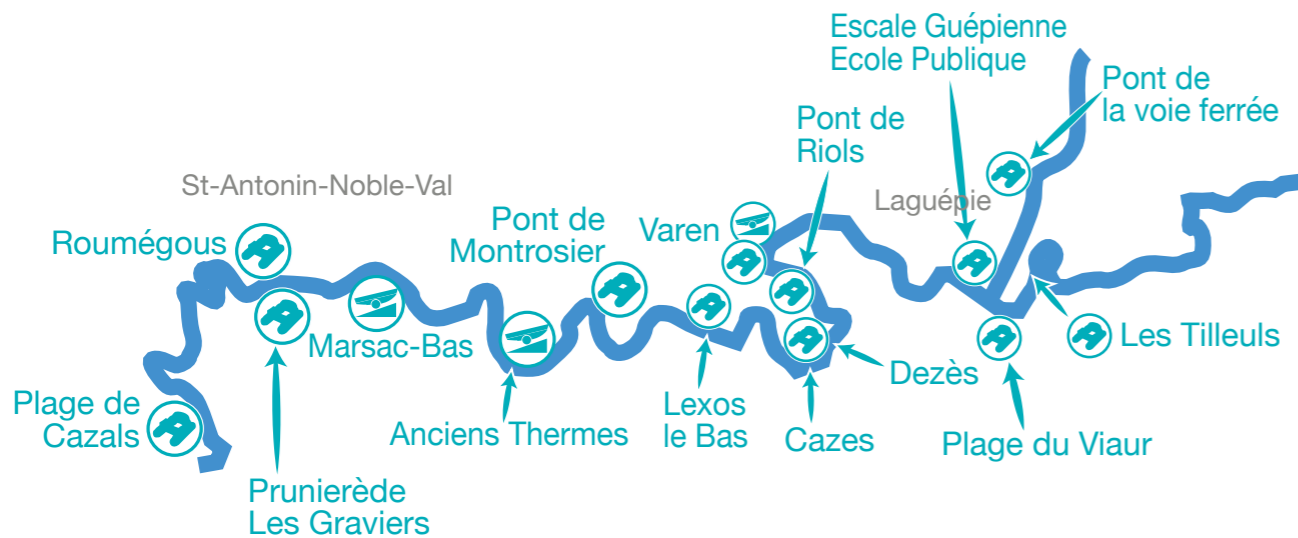 Escale Guépienne
Ecole Publique
Pont de
la voie ferrée
Pont de
Riols
St-Antonin-Noble-Val
Laguépie
Roumégous
Pont de
Montrosier
Varen
Marsac-Bas
Les Tilleuls
Dezès
Plage de
Cazals
Anciens Thermes
Lexos
le Bas
Cazes
Plage du Viaur
Prunierède
Les Graviers